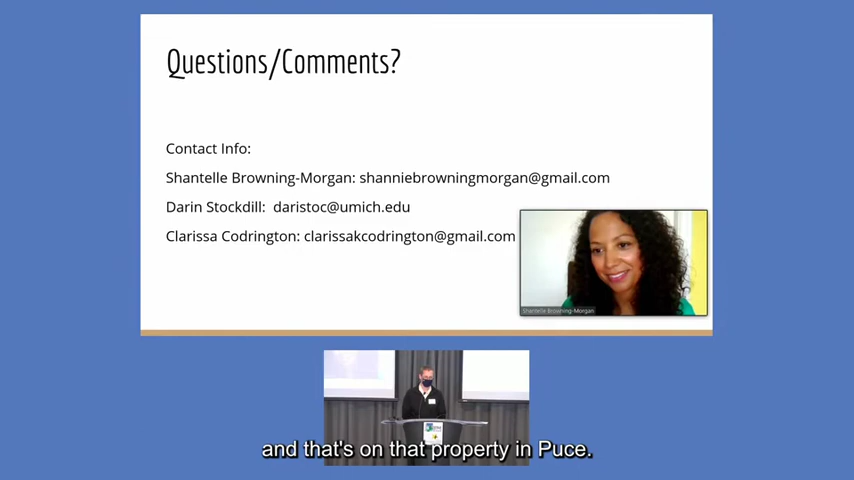 Questions/Comments?
Contact Info:
Shantelle Browning-Morgan: shanniebrowningmorgan@gmail.com
Darin Stockdill: daristoc@umich.edu
Clarissa Codrington: clarissakcodrington@gmail.com
Shantelle Browning-Morgan
and that's on that property in Puce.